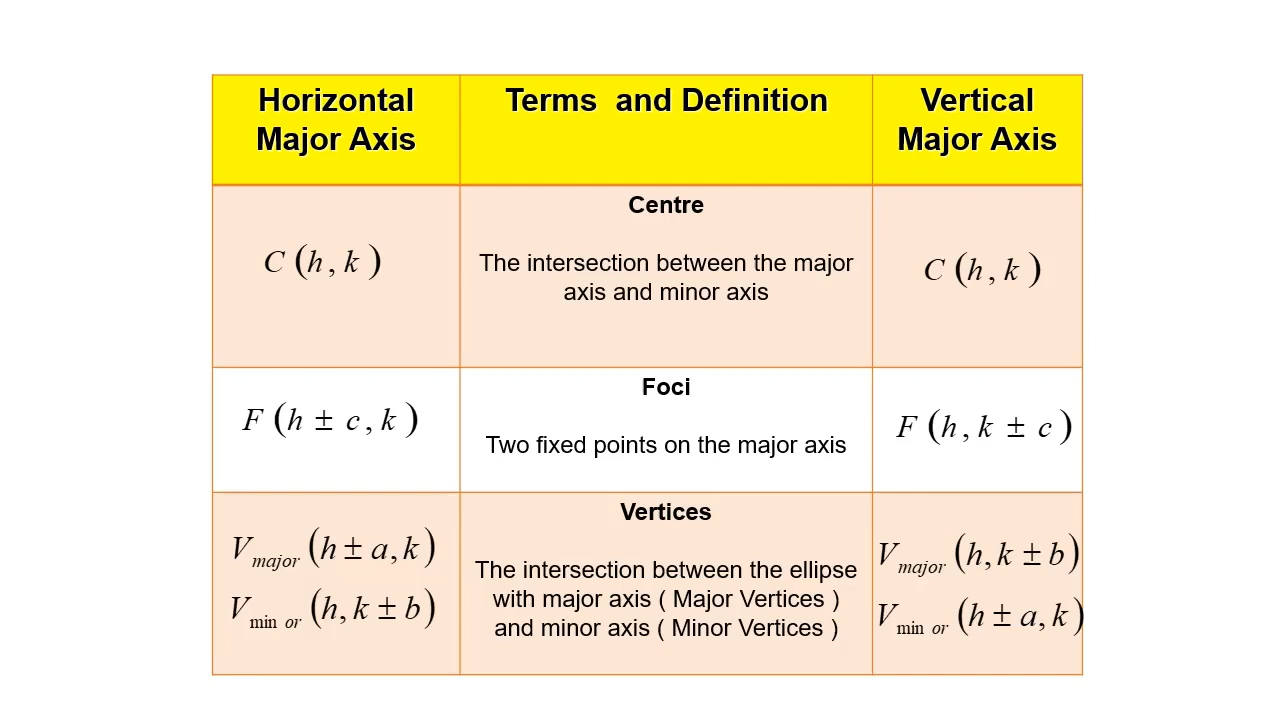 Horizontal
Major Axis
Terms  and Definition
Vertical
Major Axis
C (h , k )
Centre
The intersection between the major
axis and minor axis
C (h , k )
F (h ± c , k )
Foci
Two fixed points on the major axis
F (h , k ± c )
V major (h ± a, k)
V min or (h, k ± b)
Vertices
The intersection between the ellipse
with major axis ( Major Vertices )
and minor axis ( Minor Vertices )
V major (h, k ± b)
V min or (h ± a, k)